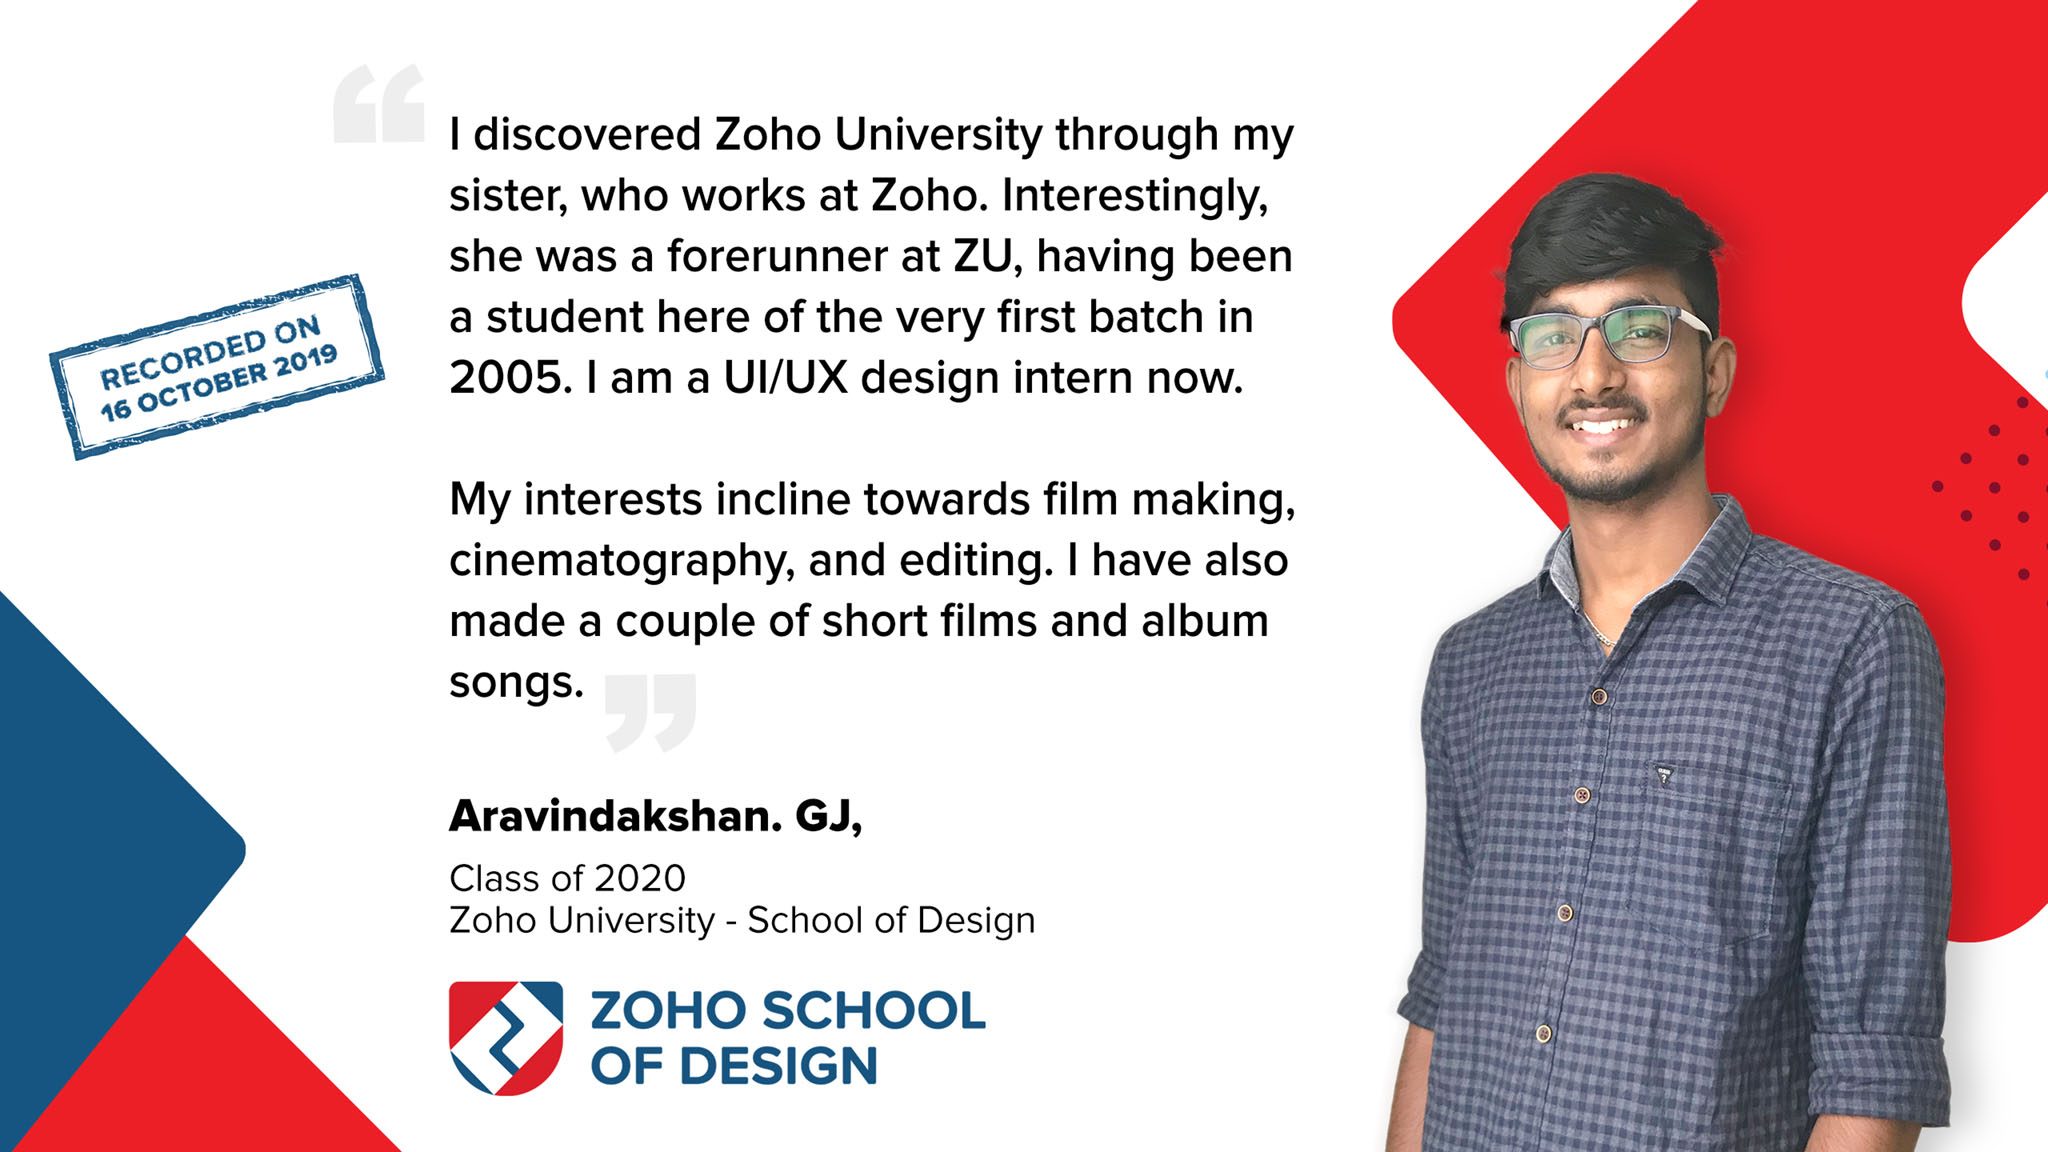 I discovered Zoho University through my
sister, who works at Zoho. Interestingly,
she was a forerunner at ZU, having been
a student here of the very first batch in
2005. I am a UI/UX design intern now.
My interests incline towards film making,
cinematography, and editing. I have also
made a couple of short films and album
songs.
RECORDED ON
16 OCTOBER 2019
Aravindakshan. GJ,
Class of 2020
Zoho University - School of Design
ZOHO SCHOOL
OF DESIGN